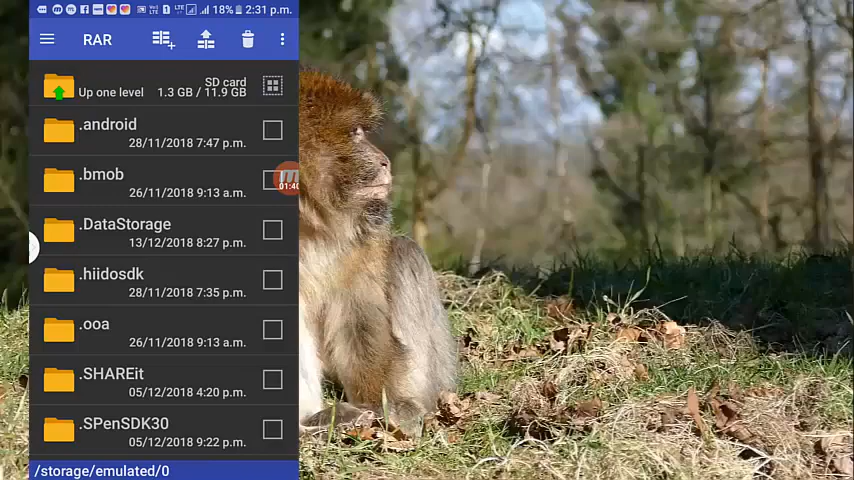 LTE 18% 2:31 p.m.
RAR
SD card
Up one level 1.3 GB / 11.9 GB
.android
28/11/2018 7:47 p.m.
.bmob
26/11/2018 9:13 a.m.
.DataStorage
13/12/2018 8:27 p.m.
.hiidosdk
28/11/2018 7:35 p.m.
.ooa
26/11/2018 9:13 a.m.
.SHAREit
05/12/2018 4:20 p.m.
.SPenSDK30
05/12/2018 9:22 p.m.
/storage/emulated/0